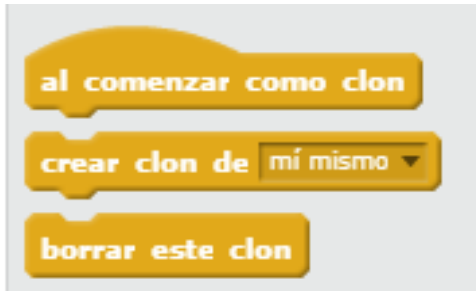 al comenzar como clon
crear clon de mí mismo
borrar este clon